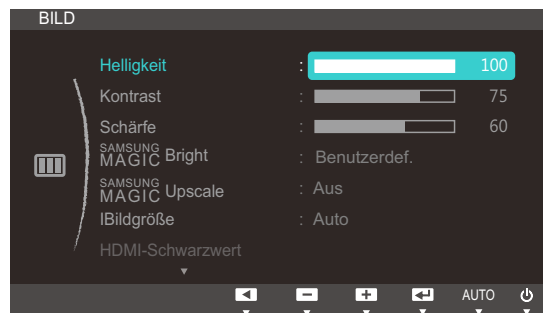 BILD
Helligkeit : 100
Kontrast : 75
Schärfe : 60
SAMSUNG MAGIC Bright : Benutzerdef.
SAMSUNG MAGIC Upscale : Aus
IBildgröße : Auto
HDMI-Schwarzwert
AUTO